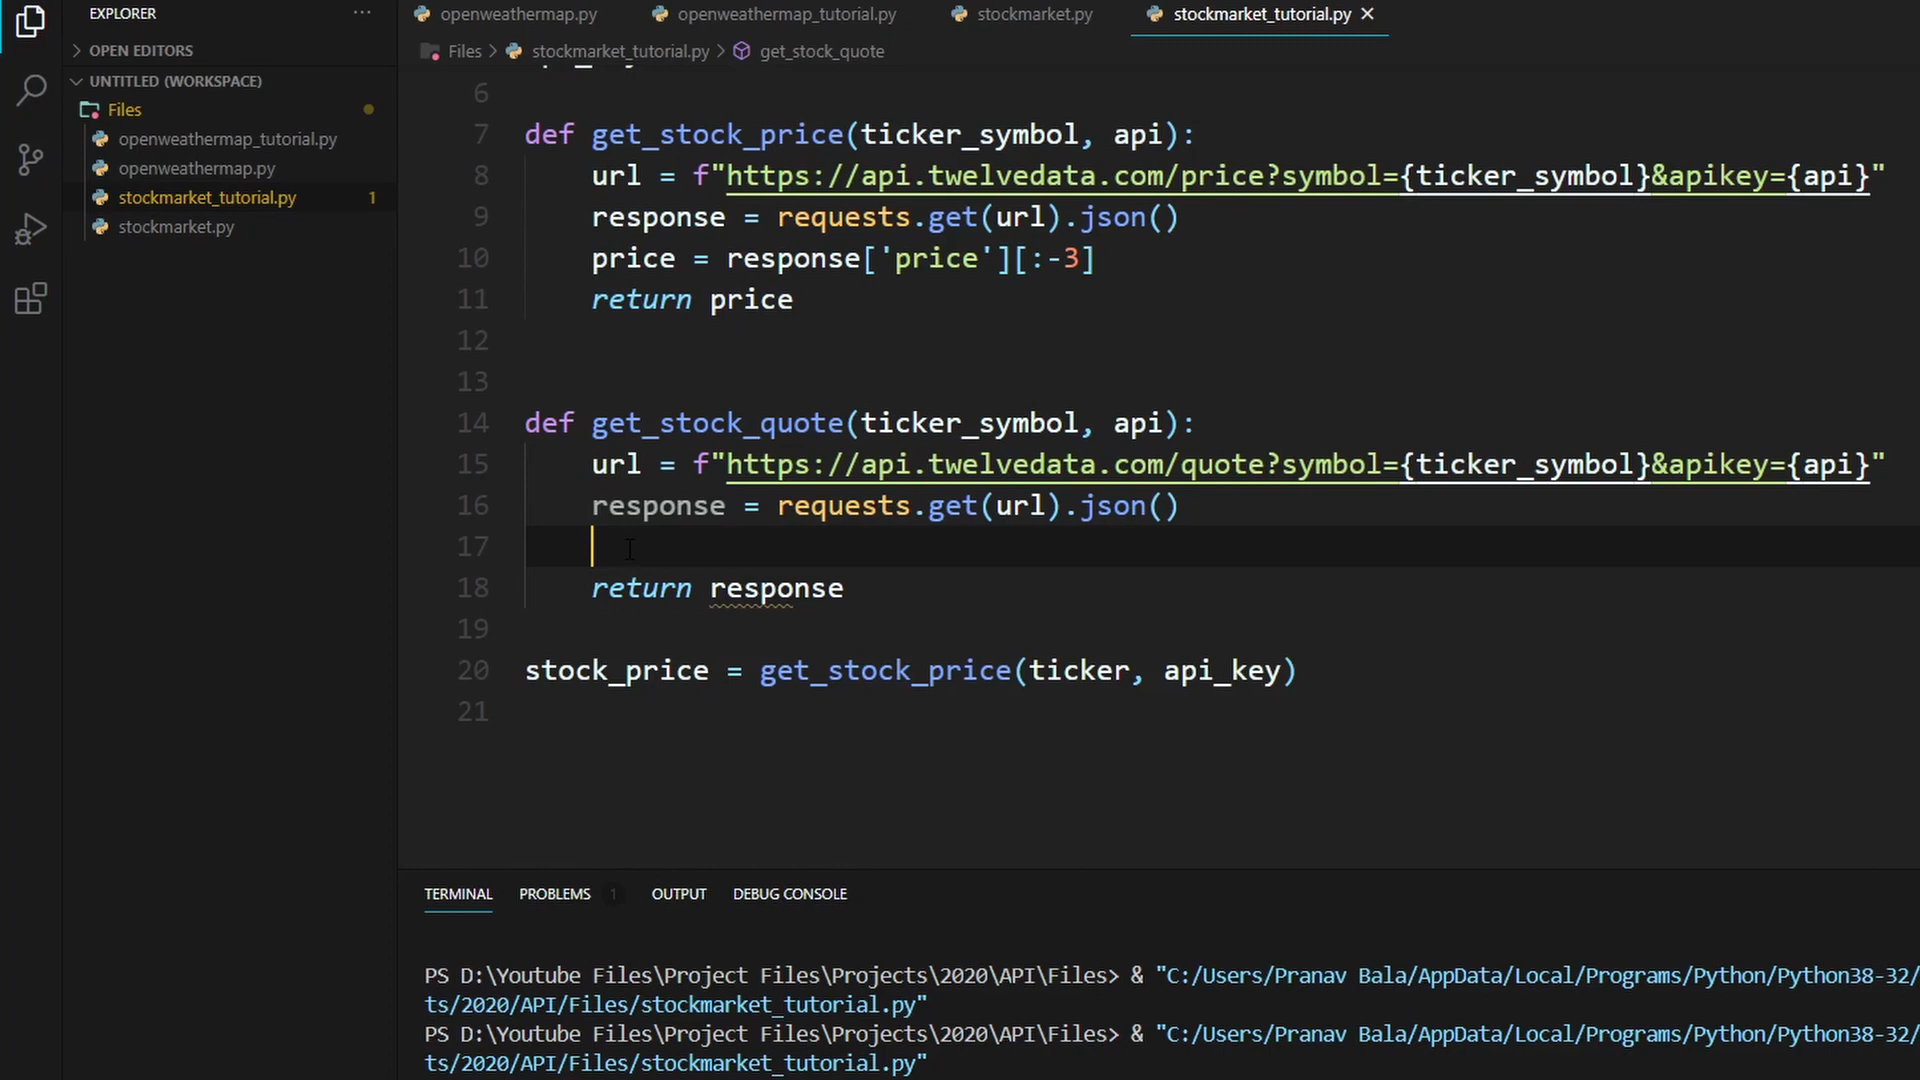 EXPLORER
OPEN EDITORS
UNTITLED (WORKSPACE)
Files
openweathermap_tutorial.py
openweathermap.py
stockmarket_tutorial.py 1
stockmarket.py
openweathermap.py openweathermap_tutorial.py stockmarket.py stockmarket_tutorial.py
Files > stockmarket_tutorial.py > get_stock_quote
6
7 def get_stock_price(ticker_symbol, api):
8 url = f"https://api.twelvedata.com/price?symbol={ticker_symbol}&apikey={api}"
9 response = requests.get(url).json()
10 price = response['price'][:-3]
11 return price
12
13
14 def get_stock_quote(ticker_symbol, api):
15 url = f"https://api.twelvedata.com/quote?symbol={ticker_symbol}&apikey={api}"
16 response = requests.get(url).json()
17
18 return response
19
20 stock_price = get_stock_price(ticker, api_key)
21
TERMINAL PROBLEMS 1 OUTPUT DEBUG CONSOLE
PS D:\Youtube Files\Project Files\Projects\2020\API\Files> & "C:/Users/Pranav Bala/AppData/Local/Programs/Python/Python38-32/
ts/2020/API/Files/stockmarket_tutorial.py"
PS D:\Youtube Files\Project Files\Projects\2020\API\Files> & "C:/Users/Pranav Bala/AppData/Local/Programs/Python/Python38-32/
ts/2020/API/Files/stockmarket_tutorial.py"